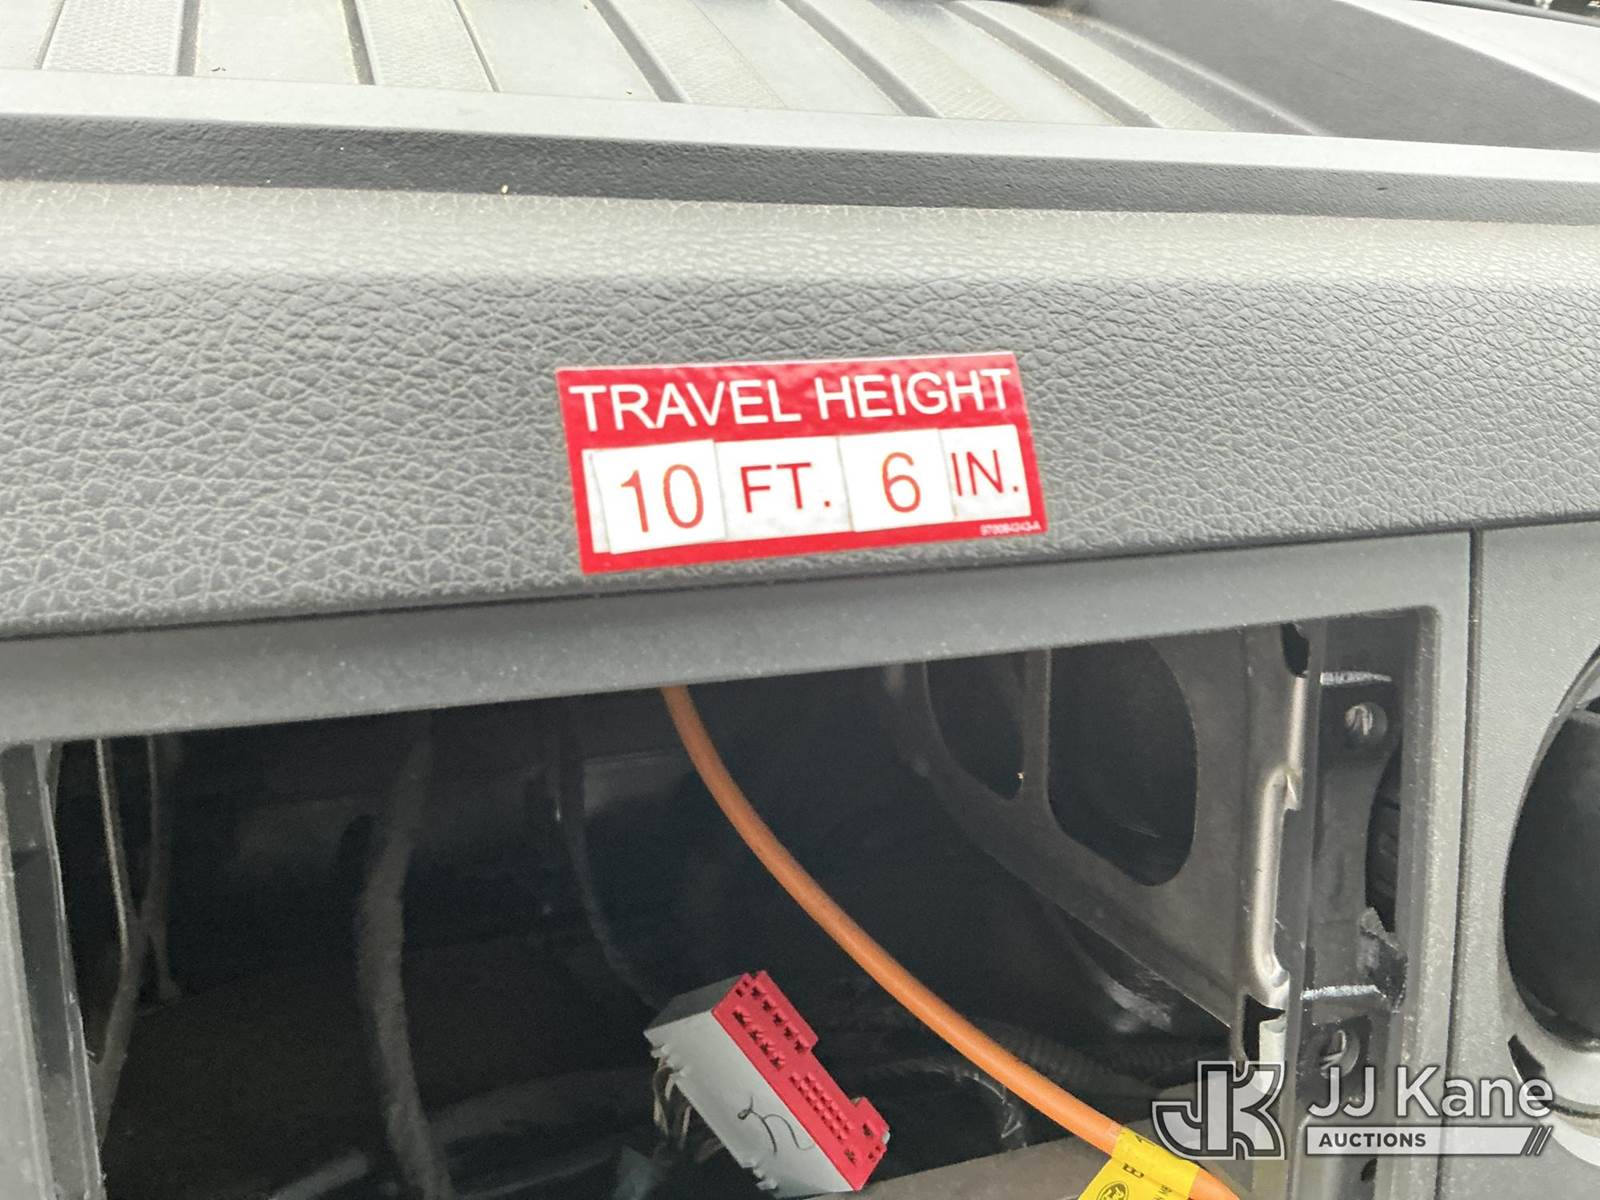 TRAVEL HEIGHT
10 FT. 6 IN.
JJ Kane
AUCTIONS